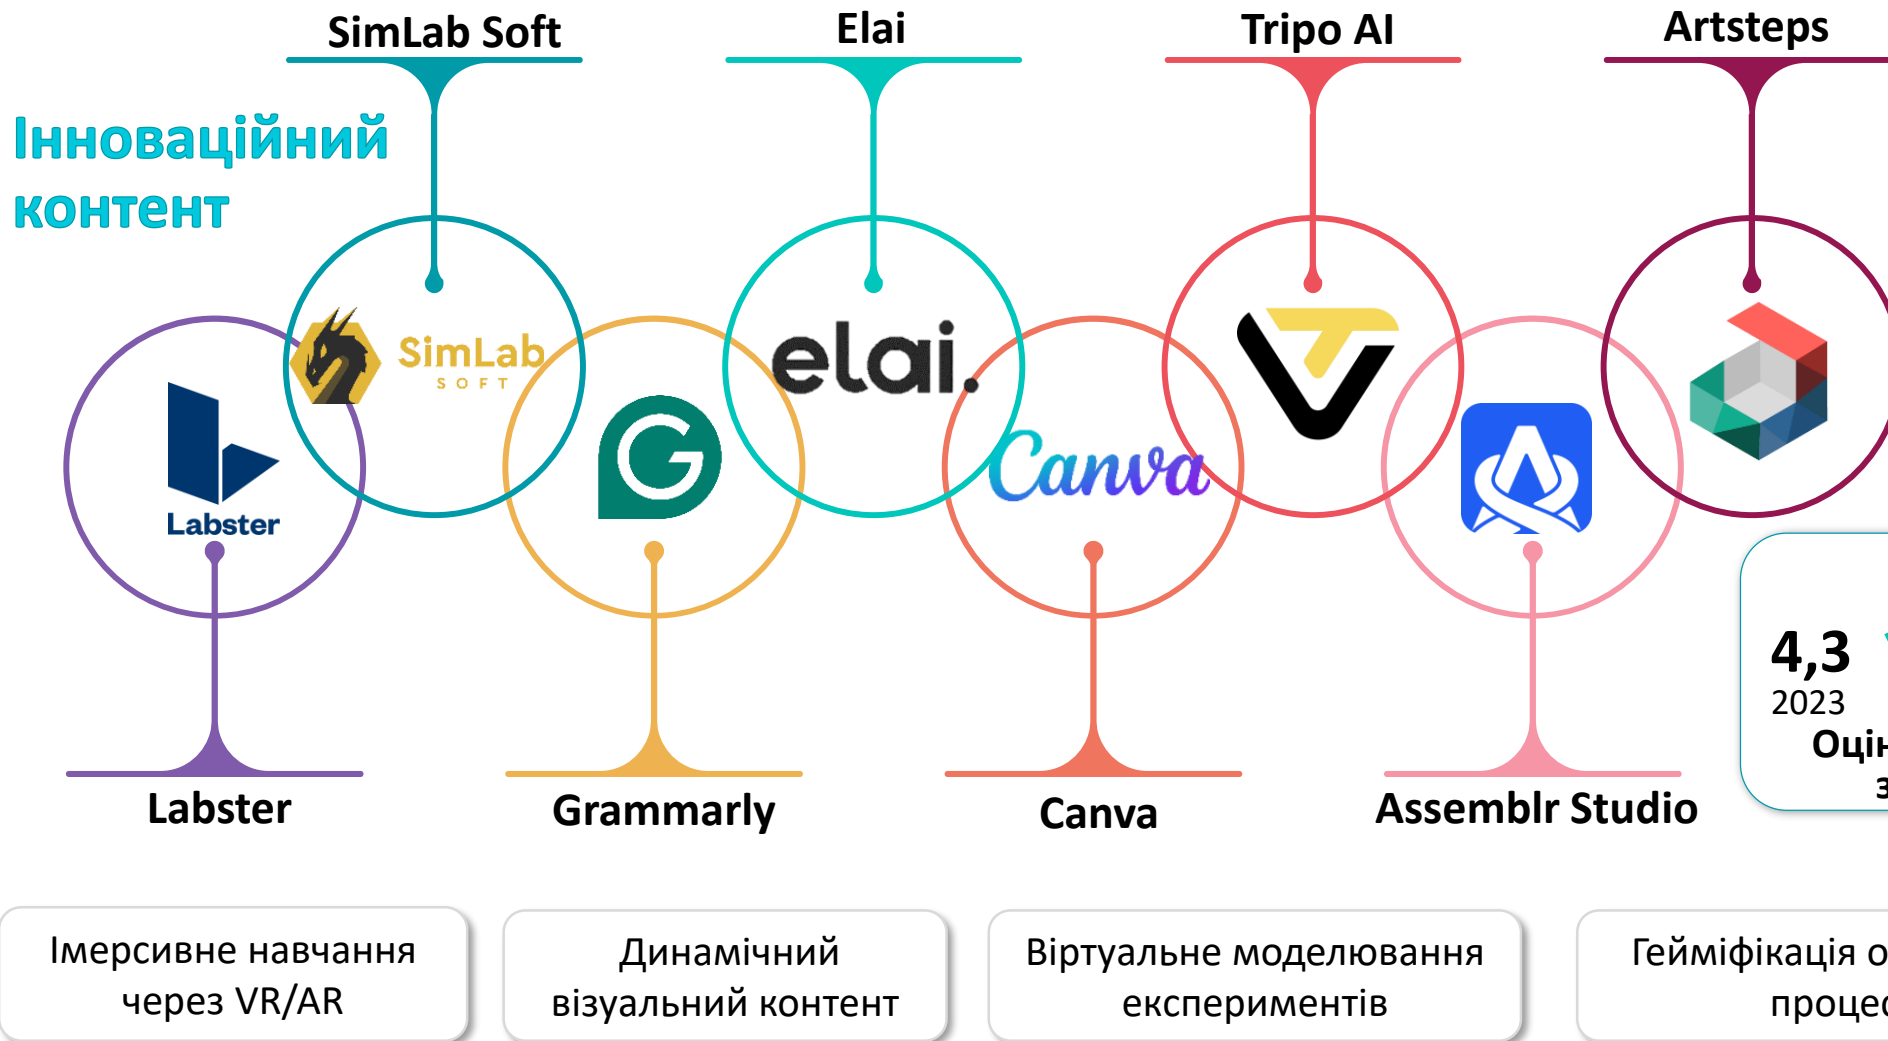 SimLab Soft
Elai
Tripo AI
Artsteps
Інноваційний
контент
SimLab
SOFT
elai.
Labster
Canva
4,3
2023
Labster
Grammarly
Canva
Assemblr Studio
Імерсивне навчання
через VR/AR
Динамічний
візуальний контент
Віртуальне моделювання
експериментів
Гейміфікація